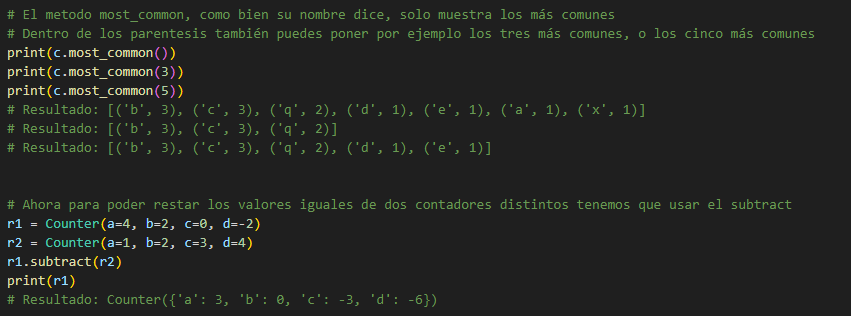 # El metodo most_common, como bien su nombre dice, solo muestra los más comunes
# Dentro de los parentesis también puedes poner por ejemplo los tres más comunes, o los cinco más comunes
print(c.most_common())
print(c.most_common(3))
print(c.most_common(5))
# Resultado: [('b', 3), ('c', 3), ('q', 2), ('d', 1), ('e', 1), ('a', 1), ('x', 1)]
# Resultado: [('b', 3), ('c', 3), ('q', 2)]
# Resultado: [('b', 3), ('c', 3), ('q', 2), ('d', 1), ('e', 1)]
# Ahora para poder restar los valores iguales de dos contadores distintos tenemos que usar el subtract
r1 = Counter(a=4, b=2, c=0, d=-2)
r2 = Counter(a=1, b=2, c=3, d=4)
r1.subtract(r2)
print(r1)
# Resultado: Counter({'a': 3, 'b': 0, 'c': -3, 'd': -6})